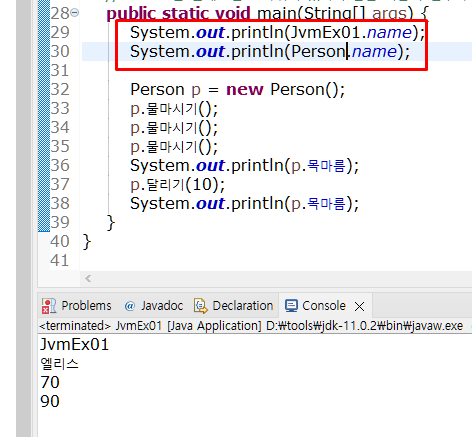 28 public static void main(String[] args) {
29 System.out.println(JvmEx01.name);
30 System.out.println(Person.name);
31
32 Person p = new Person();
33 p.물마시기();
34 p.물마시기();
35 p.물마시기();
36 System.out.println(p.목마름);
37 p.달리기(10);
38 System.out.println(p.목마름);
39 }
40 }
41
Problems @ Javadoc Declaration Console
<terminated> JvmEx01 [Java Application] D:₩tools₩jdk-11.0.2₩bin₩javaw.exe
JvmEx01
엘리스
70
90